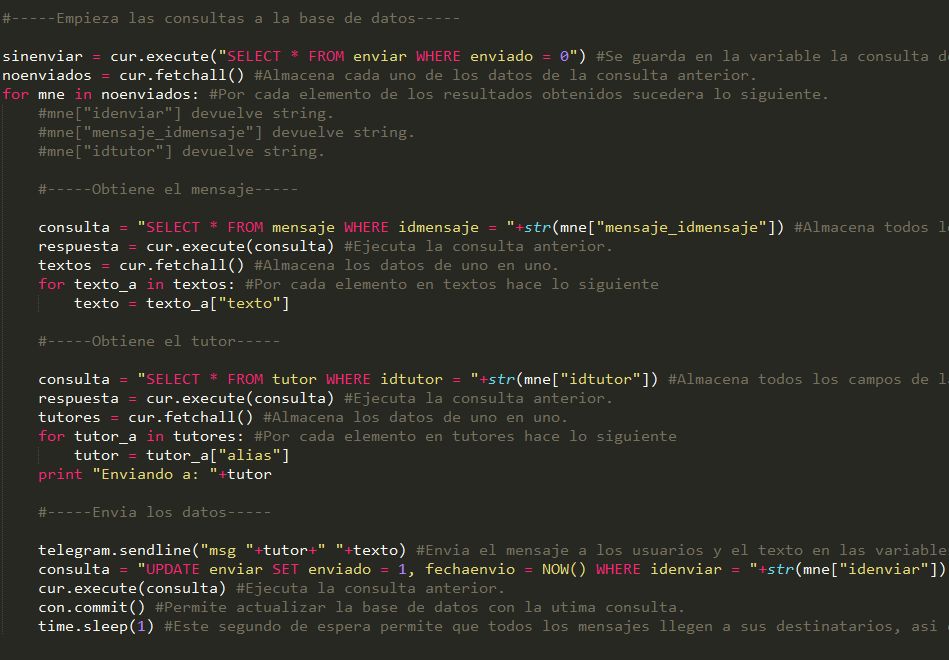 #-----Empieza las consultas a la base de datos-----
sinenviar = cur.execute("SELECT * FROM enviar WHERE enviado = 0") #Se guarda en la variable la consulta
noenviados = cur.fetchall() #Almacena cada uno de los datos de la consulta anterior.
for mne in noenviados: #Por cada elemento de los resultados obtenidos sucedera lo siguiente.
#mne["idenviar"] devuelve string.
#mne["mensaje_idmensaje"] devuelve string.
#mne["idtutor"] devuelve string.
#-----Obtiene el mensaje-----
consulta = "SELECT * FROM mensaje WHERE idmensaje = "+str(mne["mensaje_idmensaje"]) #Almacena todos
respuesta = cur.execute(consulta) #Ejecuta la consulta anterior.
textos = cur.fetchall() #Almacena los datos de uno en uno.
for texto_a in textos: #Por cada elemento en textos hace lo siguiente
texto = texto_a["texto"]
#-----Obtiene el tutor-----
consulta = "SELECT * FROM tutor WHERE idtutor = "+str(mne["idtutor"]) #Almacena todos los campos de
respuesta = cur.execute(consulta) #Ejecuta la consulta anterior.
tutores = cur.fetchall() #Almacena los datos de uno en uno.
for tutor_a in tutores: #Por cada elemento en tutores hace lo siguiente
tutor = tutor_a["alias"]
print "Enviando a: "+tutor
#-----Envia los datos-----
telegram.sendline("msg "+tutor+" "+texto) #Envia el mensaje a los usuarios y el texto en las variable
consulta = "UPDATE enviar SET enviado = 1, fechaenvio = NOW() WHERE idenviar = "+str(mne["idenviar"])
cur.execute(consulta) #Ejecuta la consulta anterior.
con.commit() #Permite actualizar la base de datos con la utima consulta.
time.sleep(1) #Este segundo de espera permite que todos los mensajes llegen a sus destinatarios, asi